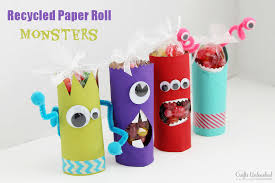 Recycled Paper Roll
MONSTERS
Crafts Unleashed